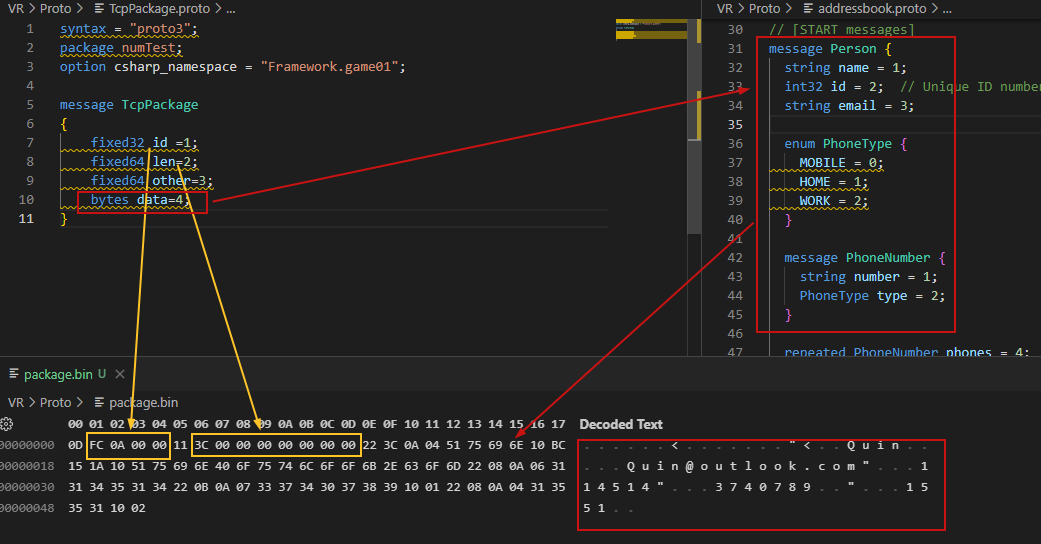 VR > Proto > TcpPackage.proto > ...
1 syntax = "proto3";
2 package numTest;
3 option csharp_namespace = "Framework.game01";
4
5 message TcpPackage
6 {
7 fixed32 id =1;
8 fixed64 len=2;
9 fixed64 other=3;
10 bytes data=4;
11 }
VR > Proto > addressbook.proto > ...
30 // [START messages]
31 message Person {
32 string name = 1;
33 int32 id = 2; // Unique ID number
34 string email = 3;
35
36 enum PhoneType {
37 MOBILE = 0;
38 HOME = 1;
39 WORK = 2;
40 }
41
42 message PhoneNumber {
43 string number = 1;
44 PhoneType type = 2;
45 }
46
47 repeated PhoneNumber phones = 4;
package.bin U ×
VR > Proto > package.bin
00 01 02 03 04 05 06 07 08 09 0A 0B 0C 0D 0E 0F 10 11 12 13 14 15 16 17 Decoded Text
00000000 0D FC 0A 00 00 11 3C 00 00 00 00 00 00 00 22 3C 0A 04 51 75 69 6E 10 BC . . . . . . < . . . . . . . " < . . Q u i n . .
00000018 15 1A 10 51 75 69 6E 40 6F 75 74 6C 6F 6F 6B 2E 63 6F 6D 22 08 0A 06 31 . . . Q u i n @ o u t l o o k . c o m " . . . 1
00000030 31 34 35 31 34 22 0B 0A 07 33 37 34 30 37 38 39 10 01 22 08 0A 04 31 35 1 4 5 1 4 " . . . 3 7 4 0 7 8 9 . . " . . . 1 5
00000048 35 31 10 02 5 1 . .